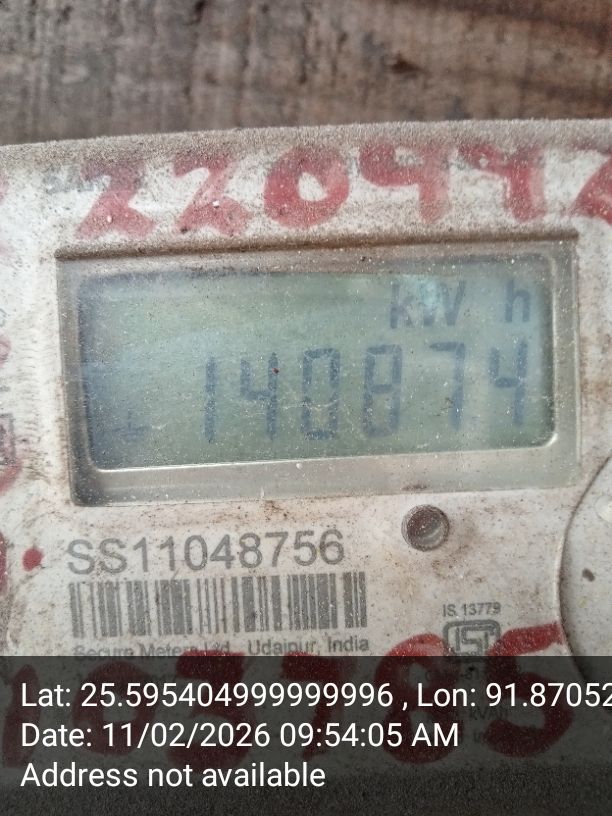 22044
kW h
140874
SS11048756
Secure Meters Ltd., Udaipur, India
IS 13779
Lat: 25.595404999999996 , Lon: 91.87052
Date: 11/02/2026 09:54:05 AM
Address not available